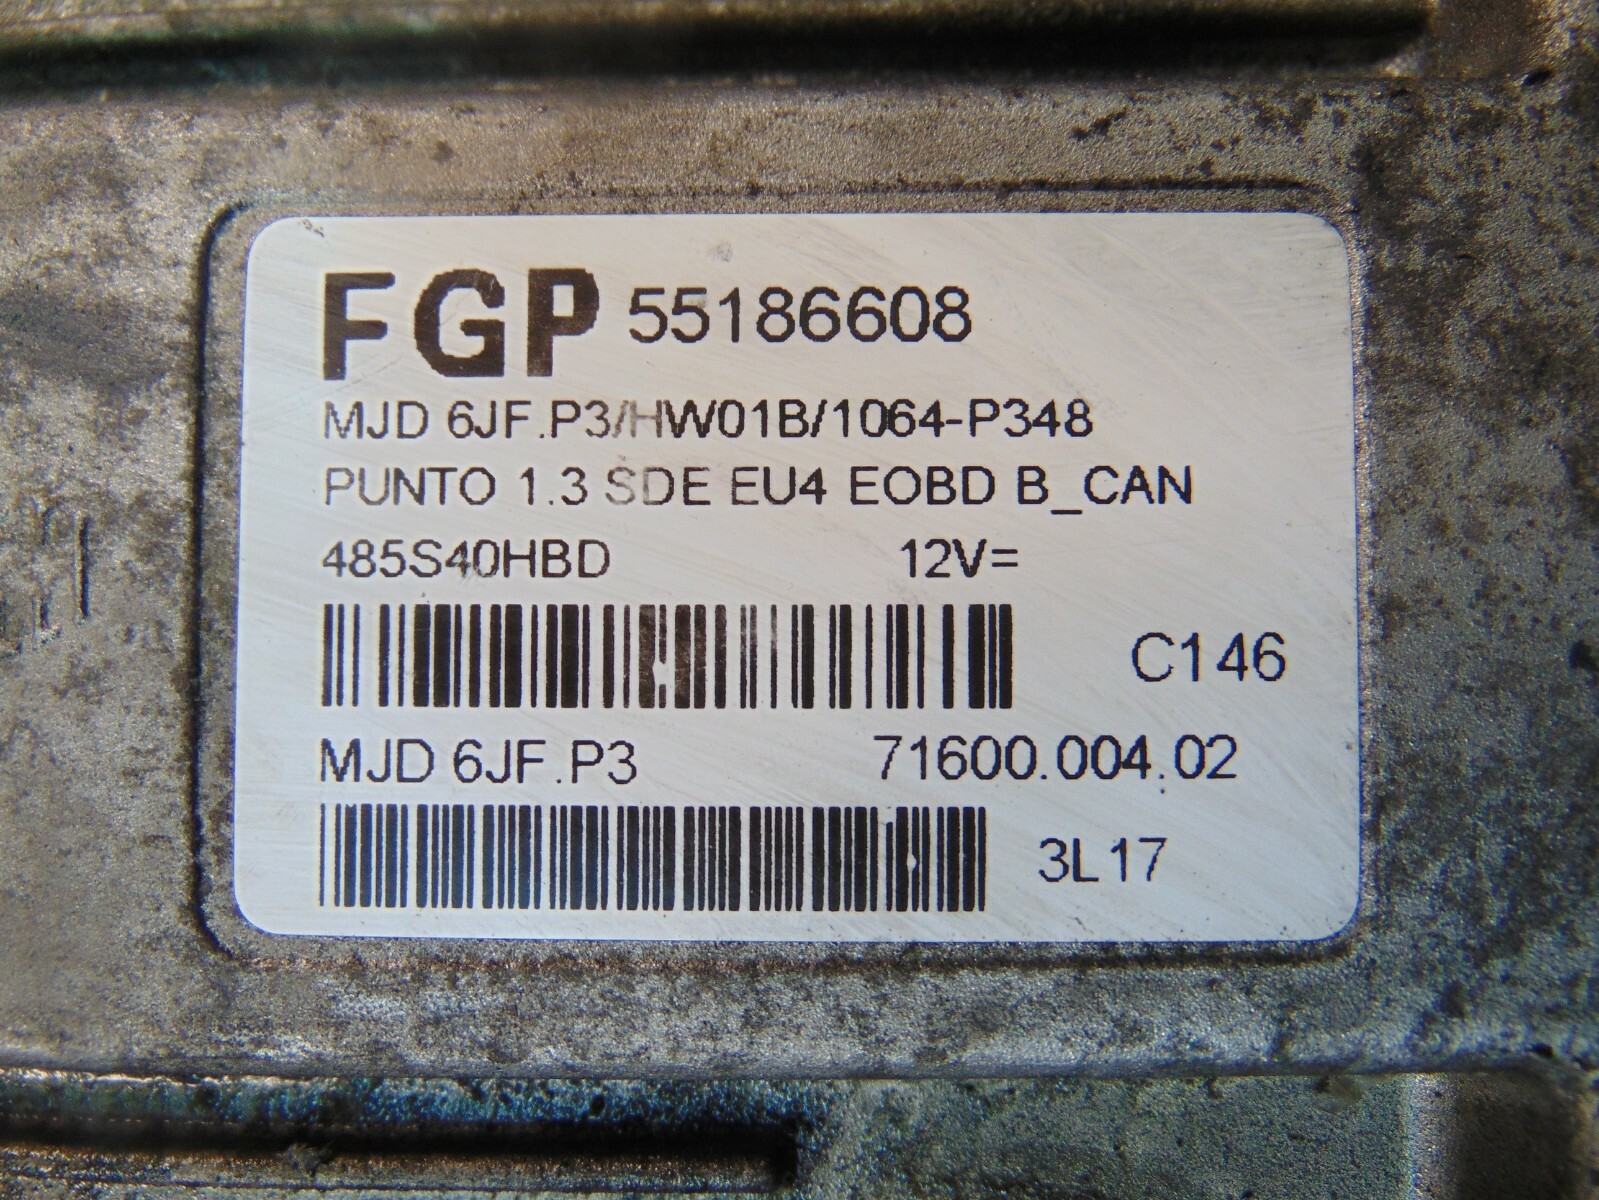 FGP 55186608
MJD 6JF.P3/HW01B/1064-P348
PUNTO 1.3 SDE EU4 EOBD B_CAN
485S40HBD 12V=
C146
MJD 6JF.P3 71600.004.02
3L17